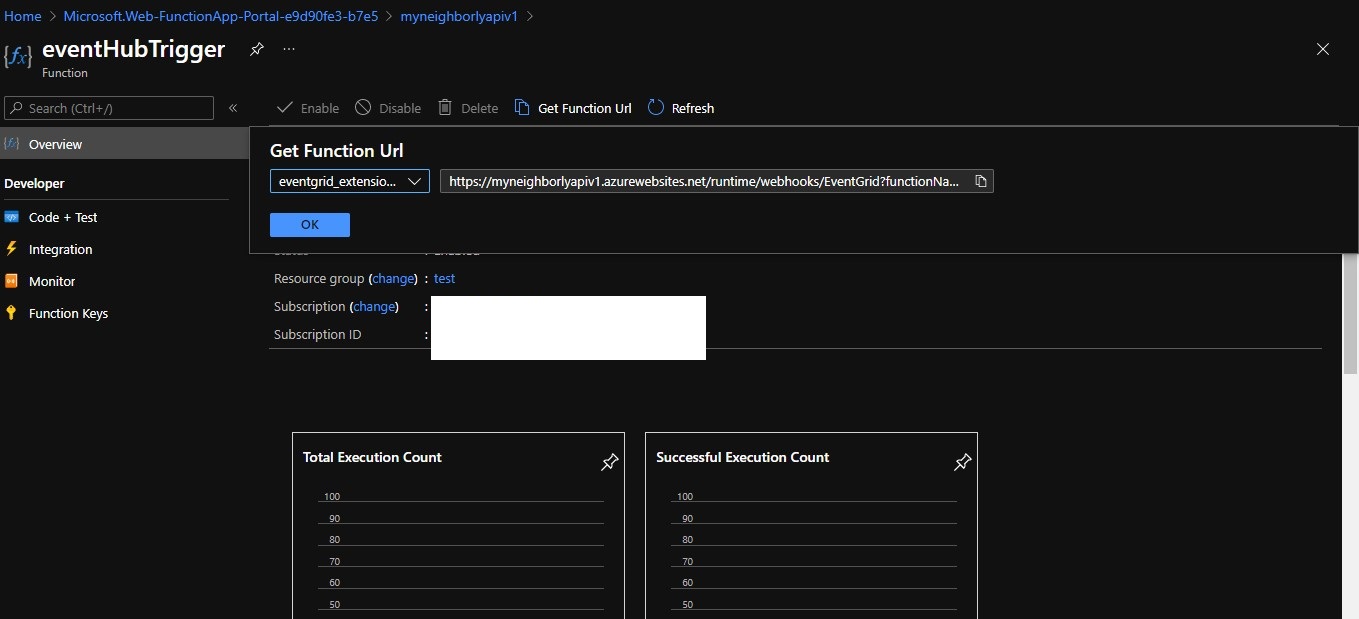 Home > Microsoft.Web-FunctionApp-Portal-e9d90fe3-b7e5 > myneighborlyapiv1 >
{fx} eventHubTrigger ...
Function
Search (Ctrl+/) «
Enable Disable Delete Get Function Url Refresh
{fx} Overview
Get Function Url
Developer
eventgrid_extensio... https://myneighborlyapiv1.azurewebsites.net/runtime/webhooks/EventGrid?functionNa...
Code + Test
OK
Integration
Resource group (change) : test
Monitor
Subscription (change) :
Function Keys
Subscription ID :
Total Execution Count Successful Execution Count
100 100
90 90
80 80
70 70
60 60
50 50